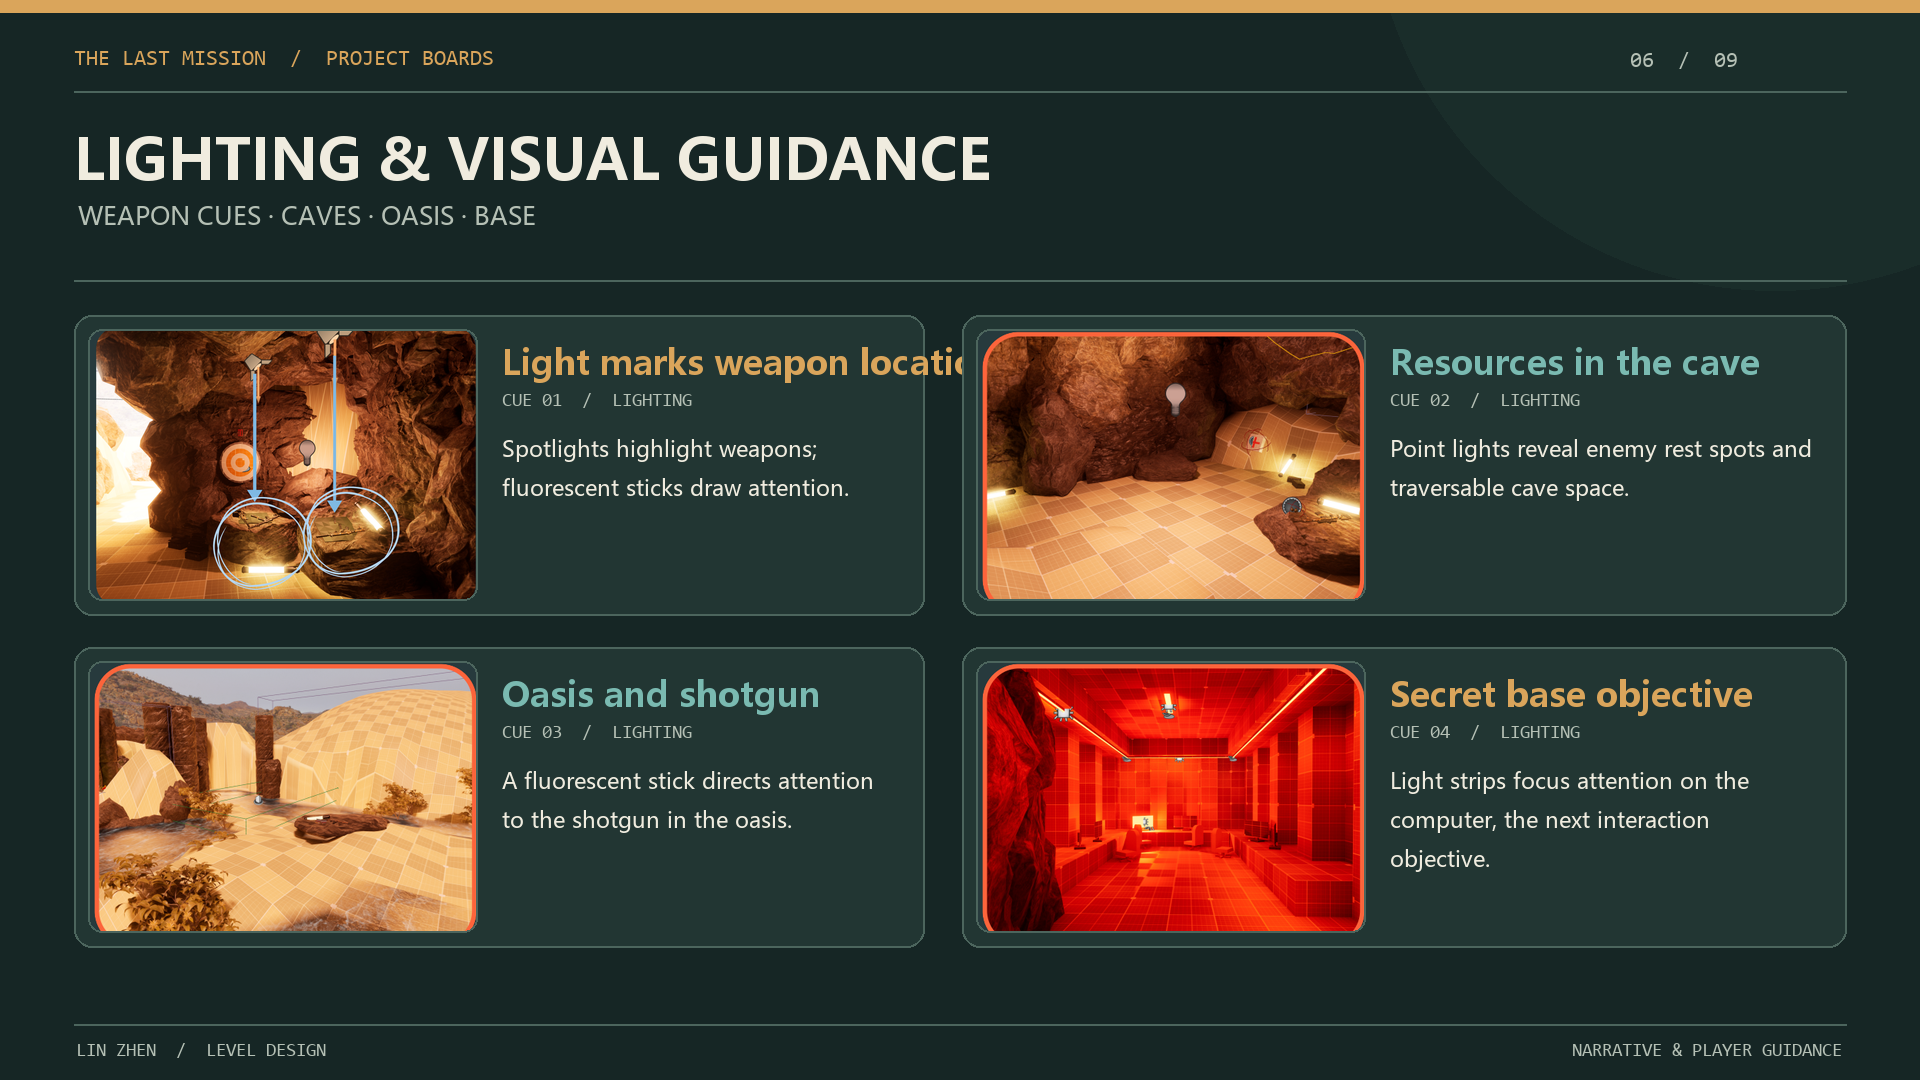 THE LAST MISSION / PROJECT BOARDS
06 / 09
LIGHTING & VISUAL GUIDANCE
WEAPON CUES · CAVES · OASIS · BASE
Light marks weapon
CUE 01 / LIGHTING
Spotlights highlight weapons;
fluorescent sticks draw attention.
Resources in the cave
CUE 02 / LIGHTING
Point lights reveal enemy rest spots and
traversable cave space.
Oasis and shotgun
CUE 03 / LIGHTING
A fluorescent stick directs attention
to the shotgun in the oasis.
Secret base objective
CUE 04 / LIGHTING
Light strips focus attention on the
computer, the next interaction
objective.
LIN ZHEN / LEVEL DESIGN
NARRATIVE & PLAYER GUIDANCE